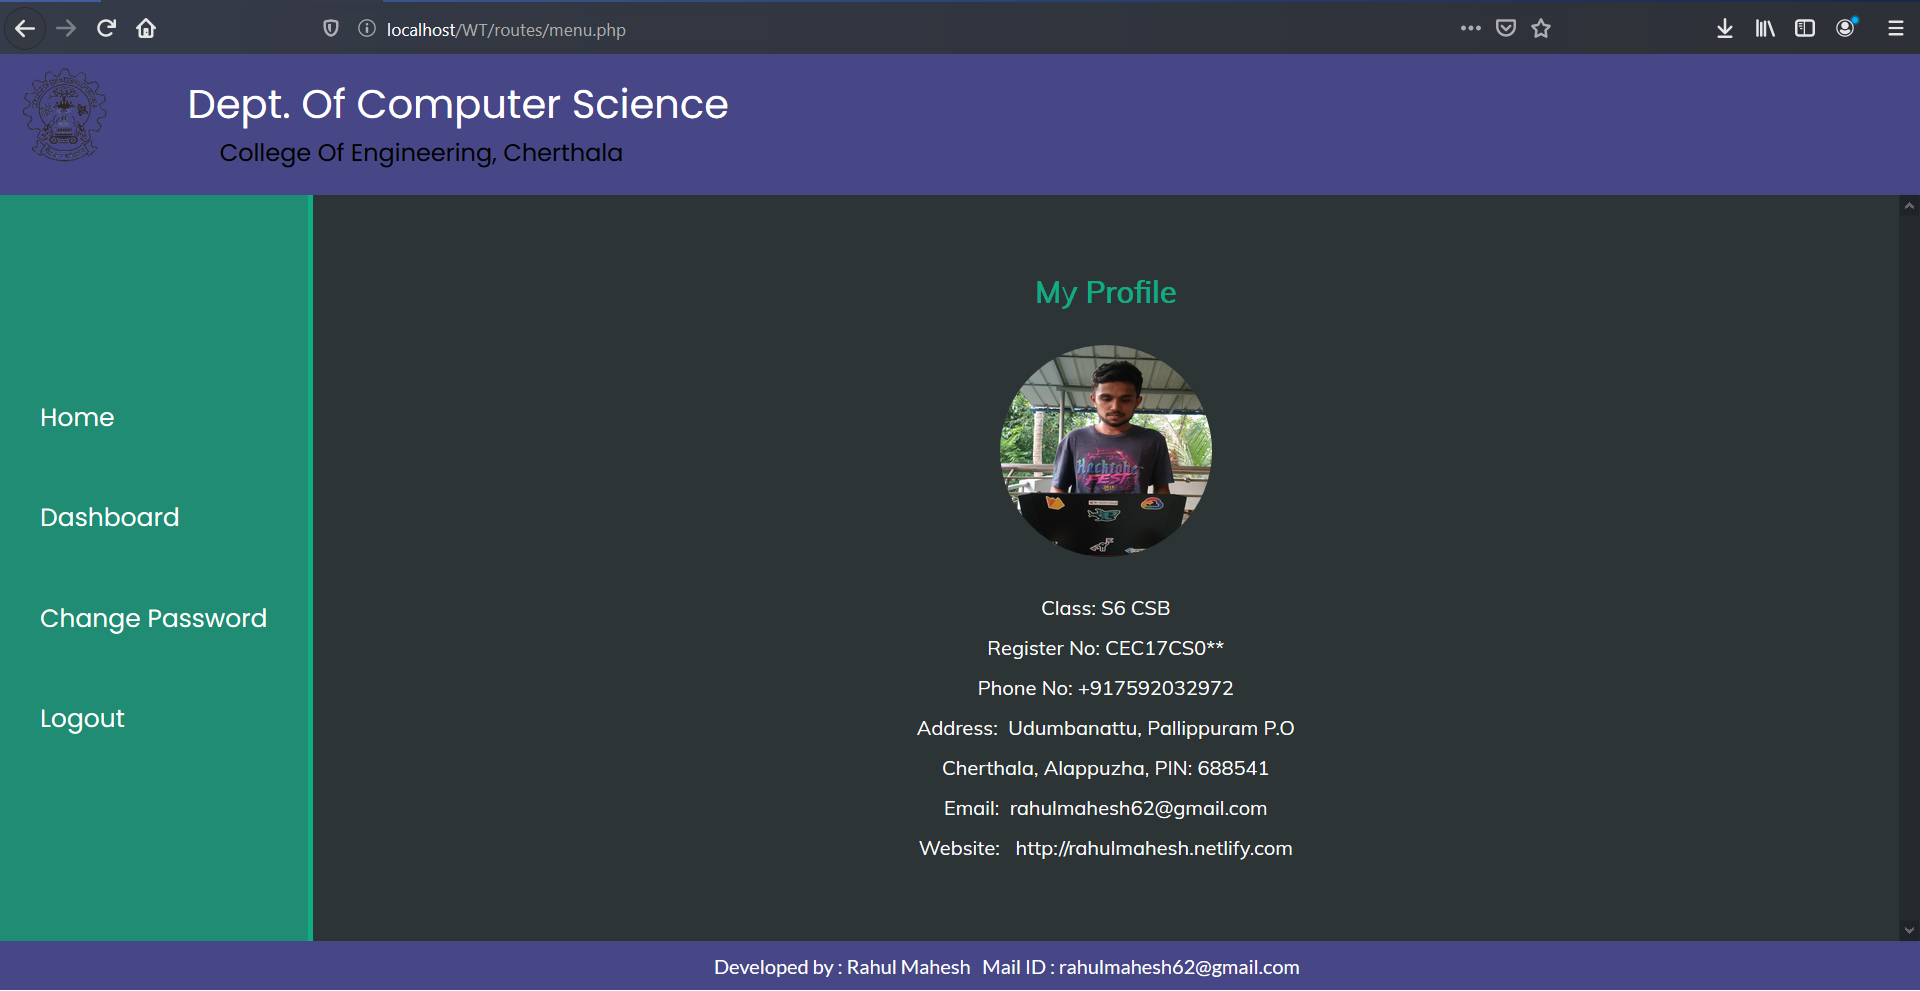 localhost/WT/routes/menu.php
Dept. Of Computer Science
College Of Engineering, Cherthala
Home
Dashboard
Change Password
Logout
My Profile
FEST
Class: S6 CSB
Register No: CEC17CS0**
Phone No: +917592032972
Address: Udumbanattu, Pallippuram P.O
Cherthala, Alappuzha, PIN: 688541
Email: rahulmahesh62@gmail.com
Website: http://rahulmahesh.netlify.com
Developed by : Rahul Mahesh Mail ID : rahulmahesh62@gmail.com